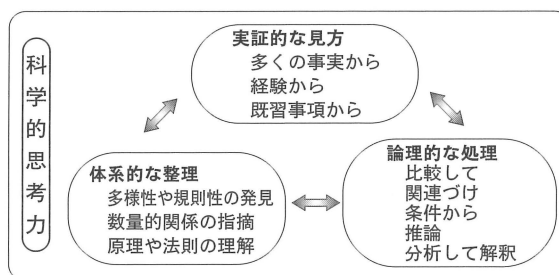 科学的思考力
実証的な見方
多くの事実から
経験から
既習事項から
体系的な整理
多様性や規則性の発見
数量的関係の指摘
原理や法則の理解
論理的な処理
比較して
関連づけ
条件から
推論
分析して解釈